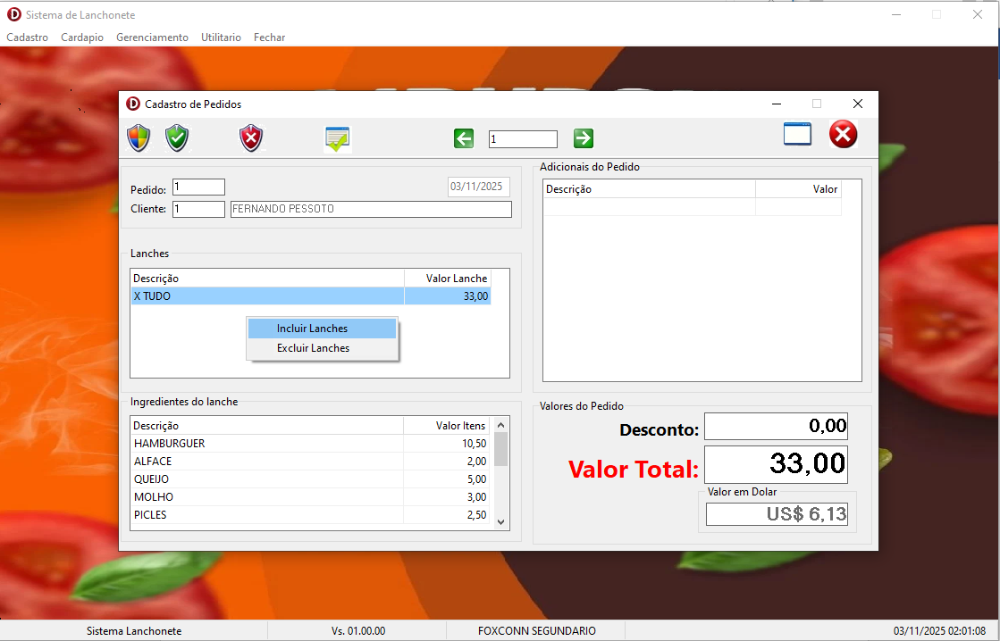 Sistema de Lanchonete
Cadastro Cardapio Gerenciamento Utilitario Fechar
Cadastro de Pedidos
1
Pedido: 1 03/11/2025
Cliente: 1 FERNANDO PESSOTO
Lanches
Descrição Valor Lanche
X TUDO 33,00
Incluir Lanches
Excluir Lanches
Ingredientes do lanche
Descrição Valor Itens
HAMBURGUER 10,50
ALFACE 2,00
QUEIJO 5,00
MOLHO 3,00
PICLES 2,50
Adicionais do Pedido
Descrição Valor
Valores do Pedido
Desconto: 0,00
Valor Total: 33,00
Valor em Dolar
US$ 6,13
Sistema Lanchonete Vs. 01.00.00 FOXCONN SEGUNDARIO 03/11/2025 02:01:08